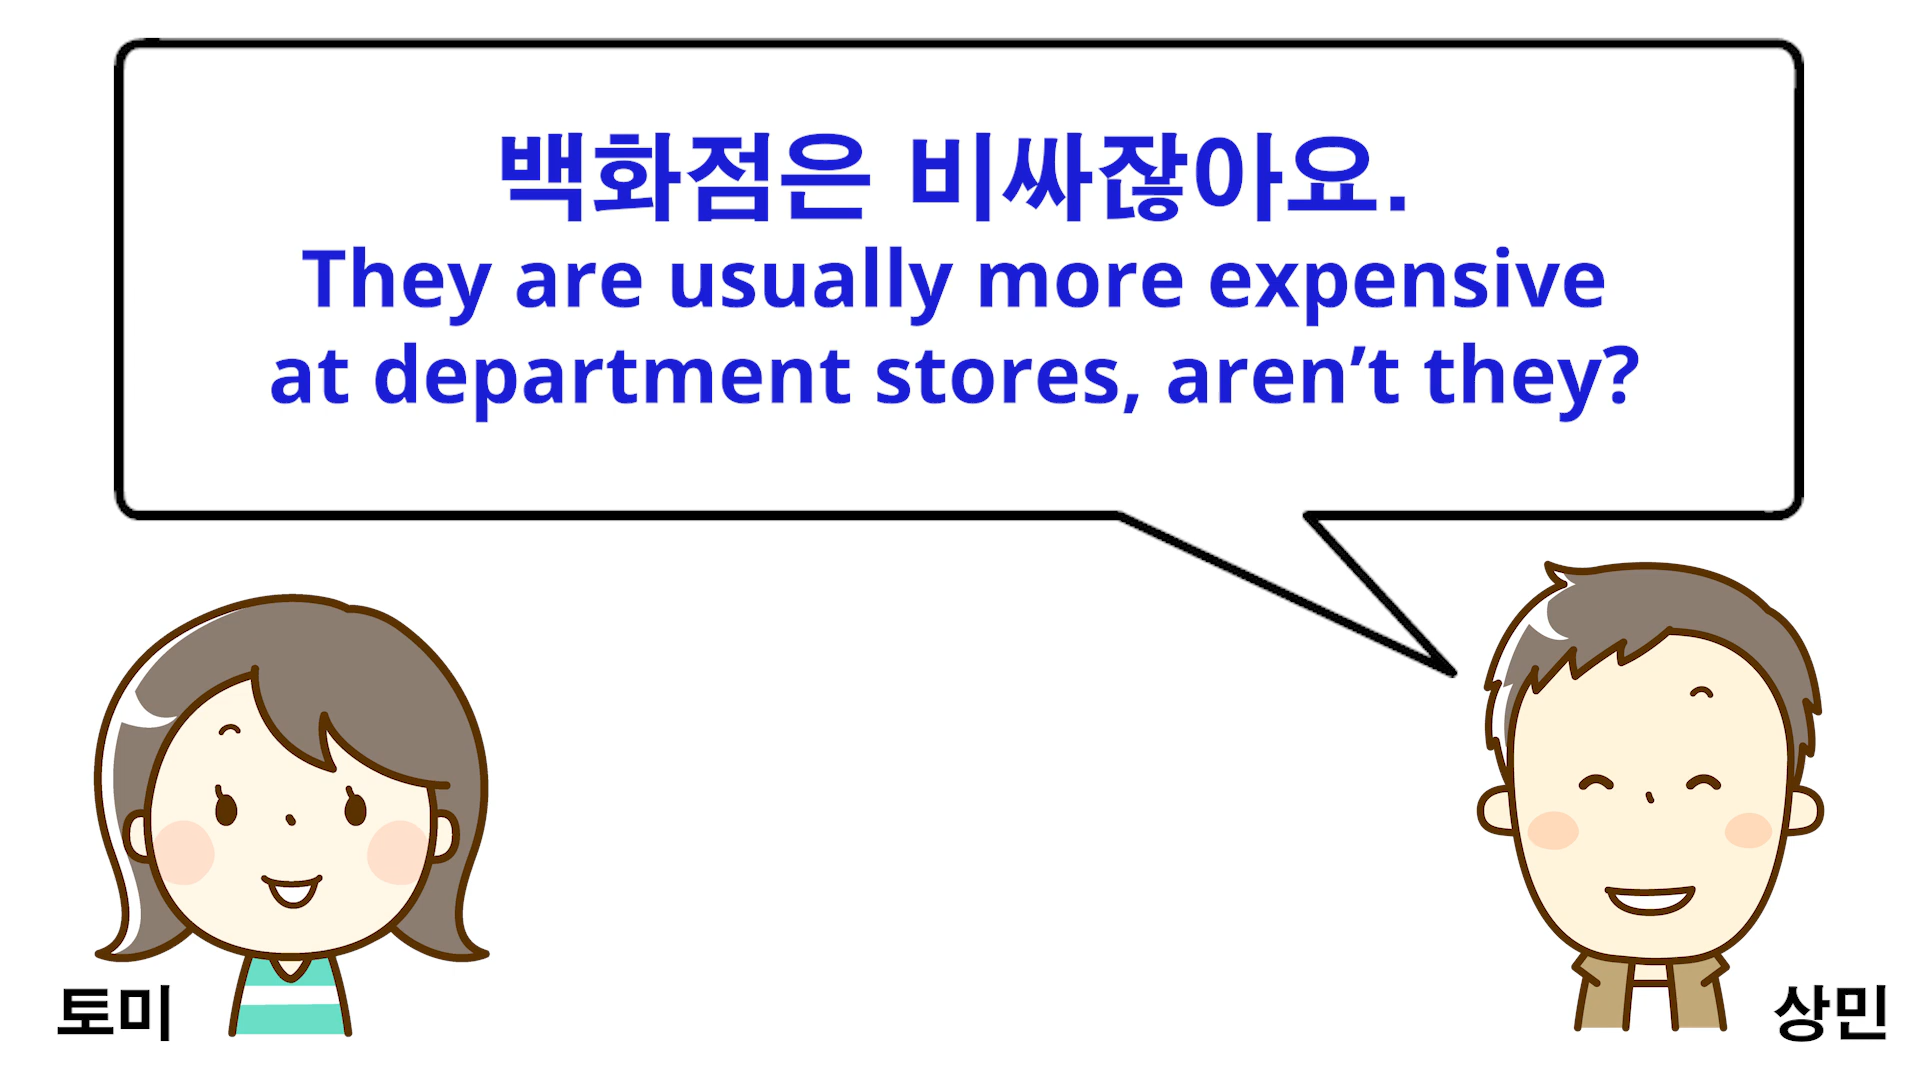 백화점은 비싸잖아요.
They are usually more expensive
at department stores, aren’t they?
토미
상민